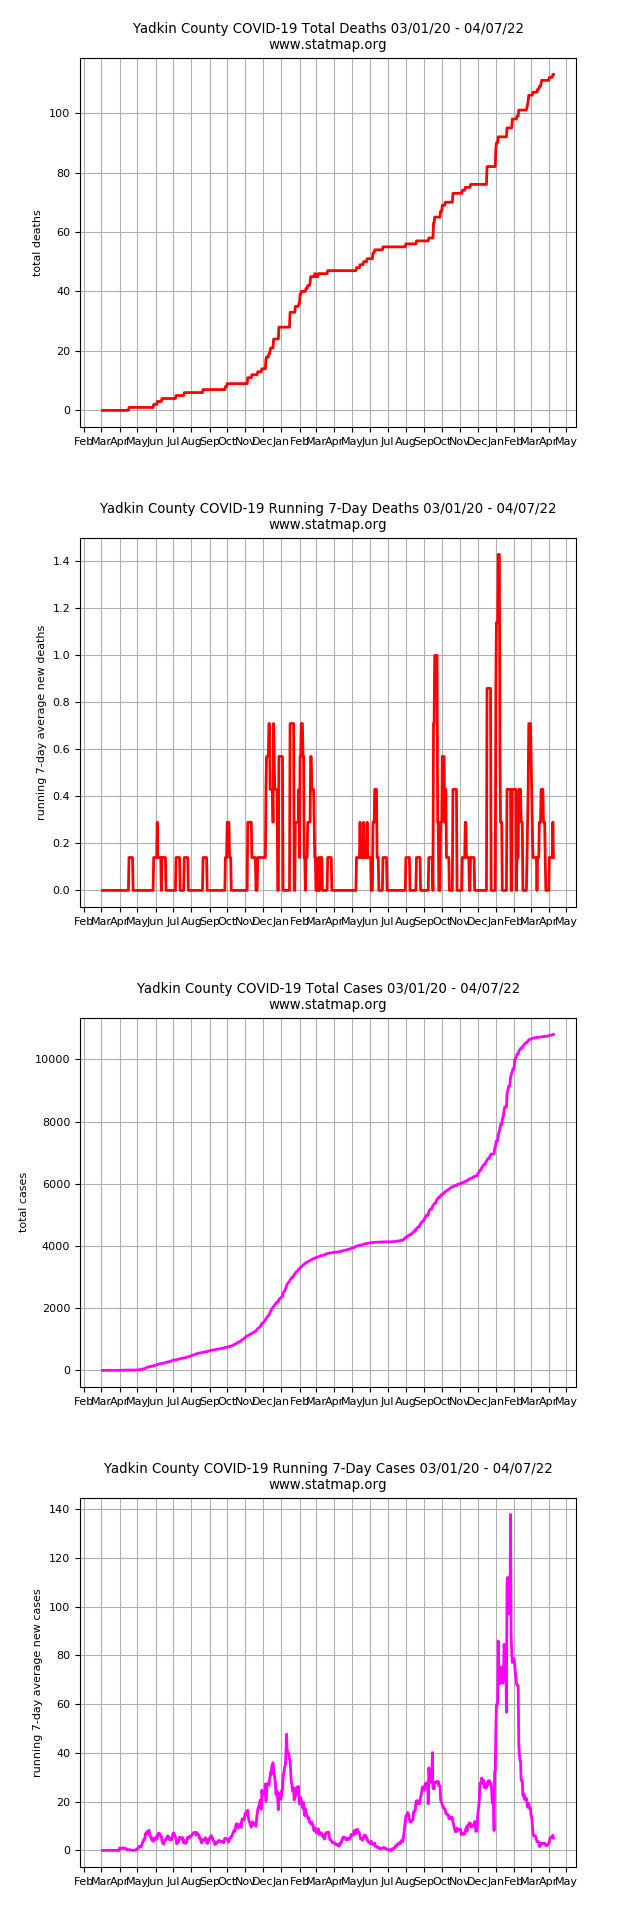 Yadkin County COVID-19 Total Deaths 03/01/20 - 04/07/22
www.statmap.org
total deaths
100
80
60
40
20
0
Feb Mar Apr May Jun Jul Aug Sep Oct Nov Dec Jan Feb Mar Apr May Jun Jul Aug Sep Oct Nov Dec Jan Feb Mar Apr May
Yadkin County COVID-19 Running 7-Day Deaths 03/01/20 - 04/07/22
www.statmap.org
running 7-day average new deaths
1.4
1.2
1.0
0.8
0.6
0.4
0.2
0.0
Feb Mar Apr May Jun Jul Aug Sep Oct Nov Dec Jan Feb Mar Apr May Jun Jul Aug Sep Oct Nov Dec Jan Feb Mar Apr May
Yadkin County COVID-19 Total Cases 03/01/20 - 04/07/22
www.statmap.org
total cases
10000
8000
6000
4000
2000
0
Feb Mar Apr May Jun Jul Aug Sep Oct Nov Dec Jan Feb Mar Apr May Jun Jul Aug Sep Oct Nov Dec Jan Feb Mar Apr May
Yadkin County COVID-19 Running 7-Day Cases 03/01/20 - 04/07/22
www.statmap.org
running 7-day average new cases
140
120
100
80
60
40
20
0
Feb Mar Apr May Jun Jul Aug Sep Oct Nov Dec Jan Feb Mar Apr May Jun Jul Aug Sep Oct Nov Dec Jan Feb Mar Apr May